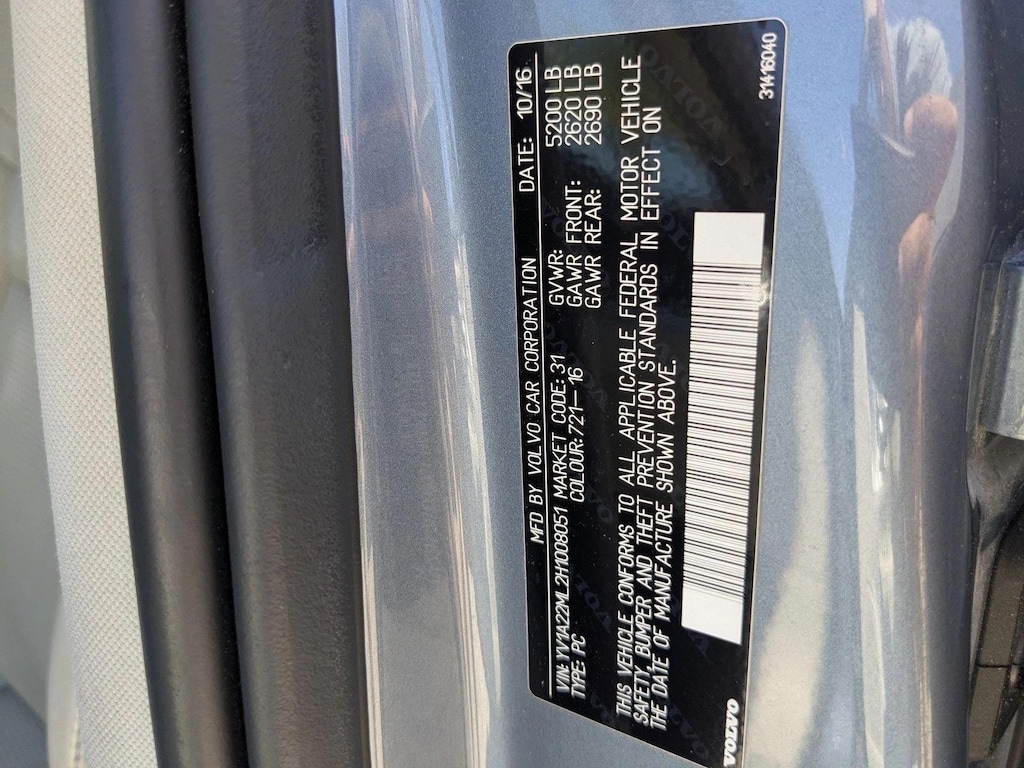 MFD BY VOLVO CAR CORPORATION DATE: 10/16
VIN: YV1A22ML2H1008051 MARKET CODE: 31 GVWR: 5200 LB
TYPE: PC COLOUR: 721-16 GAWR FRONT: 2620 LB
GAWR REAR: 2690 LB
THIS VEHICLE CONFORMS TO ALL APPLICABLE FEDERAL MOTOR VEHICLE
SAFETY, BUMPER AND THEFT PREVENTION STANDARDS IN EFFECT ON
THE DATE OF MANUFACTURE SHOWN ABOVE.
VOLVO 31416040